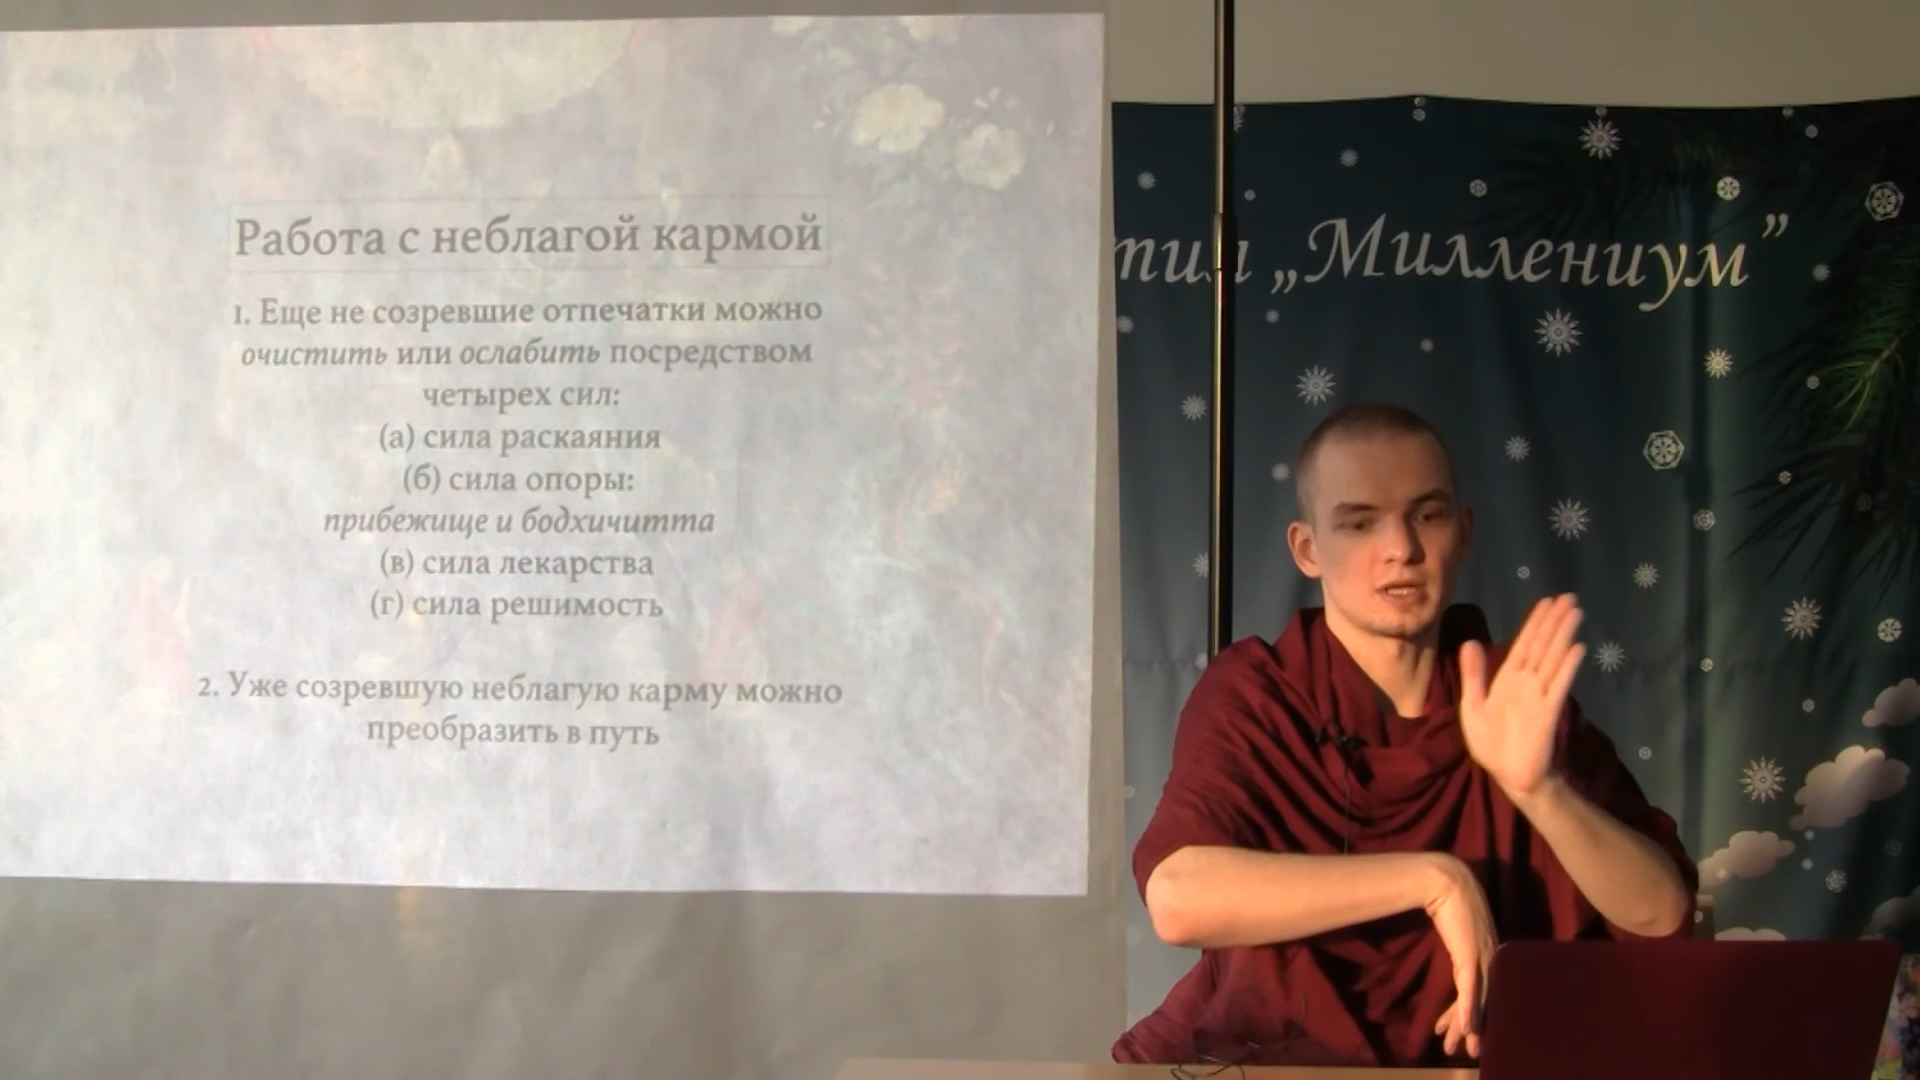 Работа с неблагой кармой
1. Еще не созревшие отпечатки можно
очистить или ослабить посредством
четырех сил:
(а) сила раскаяния
(б) сила опоры:
прибежище и бодхичитта
(в) сила лекарства
(г) сила решимость
2. Уже созревшую неблагую карму можно
преобразить в путь
„Миллениум”